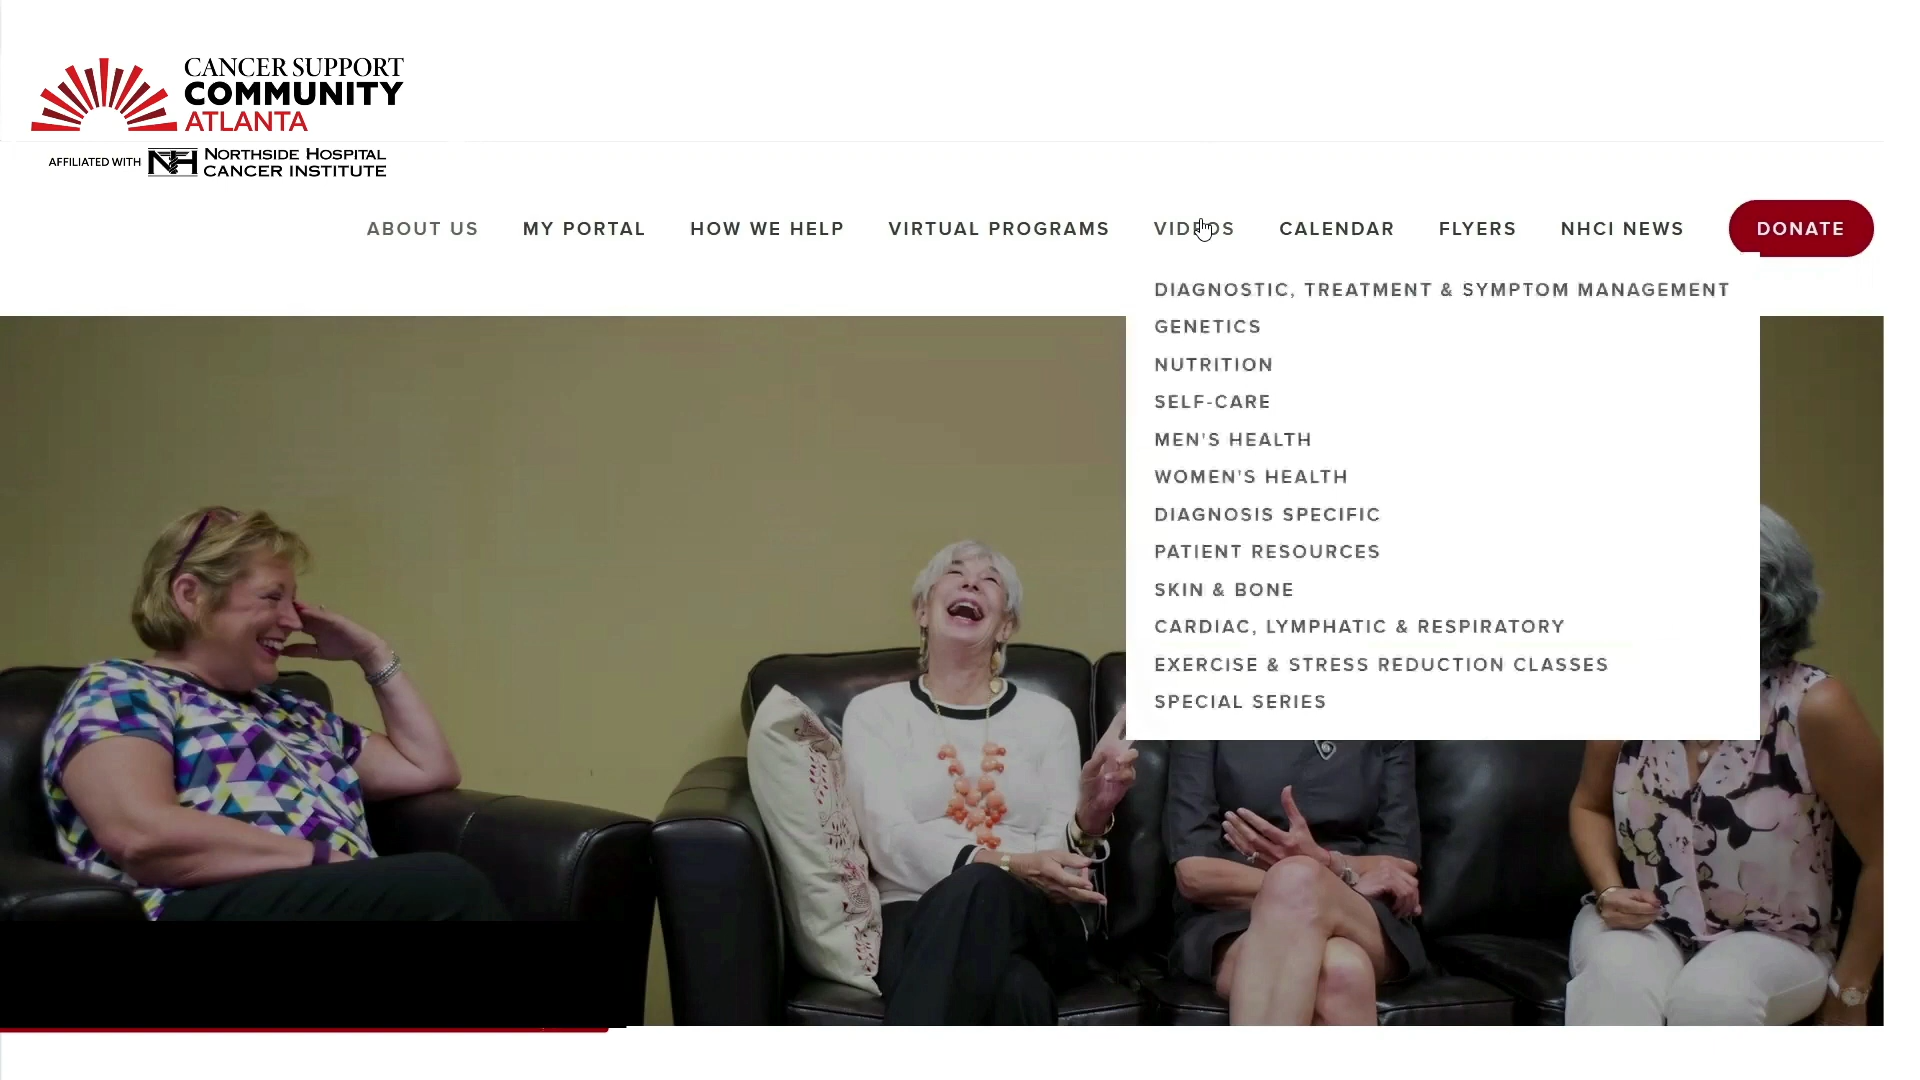 CANCER SUPPORT
COMMUNITY
ATLANTA
AFFILIATED WITH NH NORTHSIDE HOSPITAL
CANCER INSTITUTE
ABOUT US MY PORTAL HOW WE HELP VIRTUAL PROGRAMS VIDEOS CALENDAR FLYERS NHCI NEWS DONATE
DIAGNOSTIC, TREATMENT & SYMPTOM MANAGEMENT
GENETICS
NUTRITION
SELF-CARE
MEN'S HEALTH
WOMEN'S HEALTH
DIAGNOSIS SPECIFIC
PATIENT RESOURCES
SKIN & BONE
CARDIAC, LYMPHATIC & RESPIRATORY
EXERCISE & STRESS REDUCTION CLASSES
SPECIAL SERIES